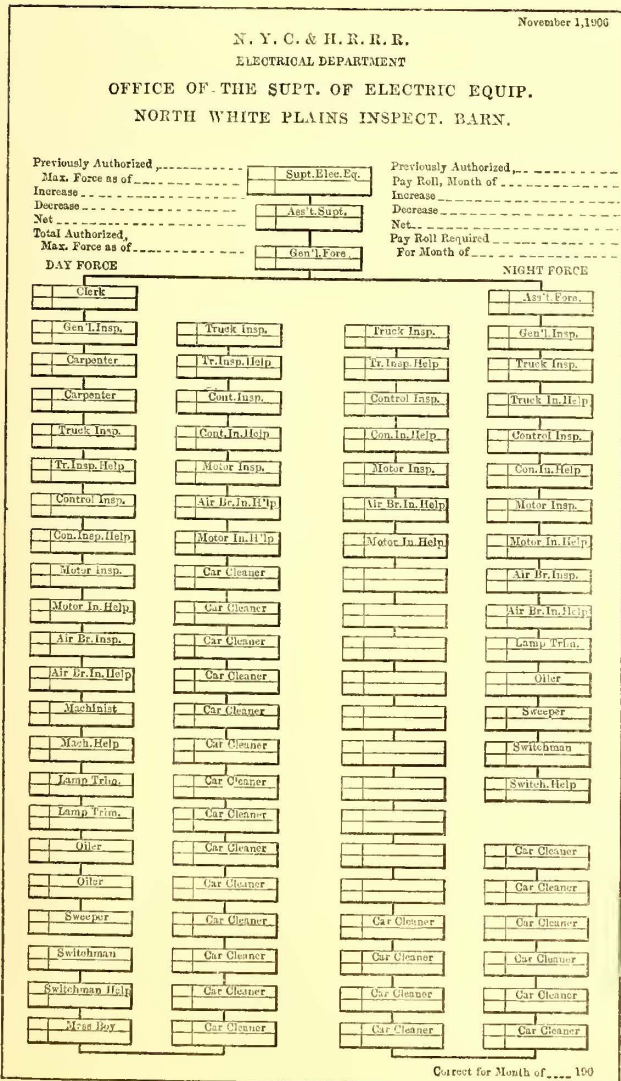 November 1,1906
N. Y. C. & H. R. R. R.
ELECTRICAL DEPARTMENT
OFFICE OF THE SUPT. OF ELECTRIC EQUIP.
NORTH WHITE PLAINS INSPECT. BARN.
Previously Authorized,
Max. Force as of
Increase
Decrease
Net
Total Authorized,
Max. Force as of
Supt.Elec.Eq.
Ass't.Supt.
Gen'l.Fore.
Previously Authorized,
Pay Roll, Month of
Increase
Decrease
Net
Pay Roll Required
For Month of
DAY FORCE
Clerk
Gen'l.Insp.
Carpenter
Carpenter
Truck Insp.
Tr.Insp.Help
Control Insp.
Con.Insp.Help
Motor Insp.
Motor In.Help
Air Br.Insp.
Air Br.In.Help
Machinist
Mach.Help
Lamp Trim.
Lamp Trim.
Oiler
Oiler
Sweeper
Switchman
Switchman Help
Mess Boy
Truck Insp.
Tr.Insp.Help
Cont.Insp.
Cont.In.Help
Motor Insp.
Air Br.In.H'lp
Motor In.H'lp
Car Cleaner
Car Cleaner
Car Cleaner
Car Cleaner
Car Cleaner
Car Cleaner
Car Cleaner
Car Cleaner
Car Cleaner
Car Cleaner
Car Cleaner
Car Cleaner
Car Cleaner
Car Cleaner
NIGHT FORCE
Truck Insp.
Tr.Insp.Help
Control Insp.
Con.In.Help
Motor Insp.
Air Br.In.Help
Motor In.Help
Car Cleaner
Car Cleaner
Car Cleaner
Car Cleaner
Ass't.Fore.
Gen'l.Insp.
Truck Insp.
Truck In.Help
Control Insp.
Con.In.Help
Motor Insp.
Motor In.Help
Air Br.Insp.
Air Br.In.Help
Lamp Trim.
Oiler
Sweeper
Switchman
Switch.Help
Car Cleaner
Car Cleaner
Car Cleaner
Car Cleaner
Car Cleaner
Car Cleaner
Correct for Month of ____ 190